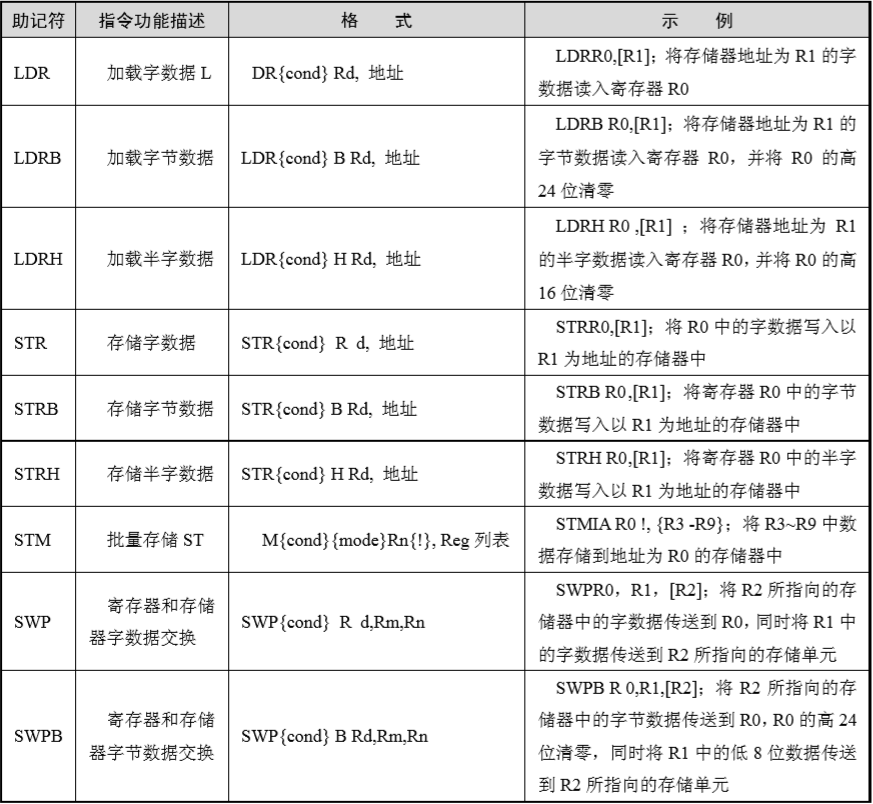 助记符 指令功能描述 格 式 示 例
LDR 加载字数据 L DR{cond} Rd, 地址 LDRR0,[R1]；将存储器地址为 R1 的字
数据读入寄存器 R0
LDRB 加载字节数据 LDR{cond} B Rd, 地址 LDRB R0,[R1]；将存储器地址为 R1 的
字节数据读入寄存器 R0，并将 R0 的高
24 位清零
LDRH 加载半字数据 LDR{cond} H Rd, 地址 LDRH R0 ,[R1] ；将存储器地址为 R1
的半字数据读入寄存器 R0，并将 R0 的高
16 位清零
STR 存储字数据 STR{cond} R d, 地址 STRR0,[R1]；将 R0 中的字数据写入以
R1 为地址的存储器中
STRB 存储字节数据 STR{cond} B Rd, 地址 STRB R0,[R1]；将寄存器 R0 中的字节
数据写入以 R1 为地址的存储器中
STRH 存储半字数据 STR{cond} H Rd, 地址 STRH R0,[R1]；将寄存器 R0 中的半字
数据写入以 R1 为地址的存储器中
STM 批量存储 ST M{cond}{mode}Rn{!}, Reg 列表 STMIA R0 !, {R3 -R9}；将 R3~R9 中数
据存储到地址为 R0 的存储器中
SWP 寄存器和存储
器字数据交换 SWP{cond} R d,Rm,Rn SWPR0，R1，[R2]；将 R2 所指向的存
储器中的字数据传送到 R0，同时将 R1 中
的字数据传送到 R2 所指向的存储单元
SWPB 寄存器和存储
器字节数据交换 SWP{cond} B Rd,Rm,Rn SWPB R 0,R1,[R2]；将 R2 所指向的存
储器中的字节数据传送到 R0，R0 的高 24
位清零，同时将 R1 中的低 8 位数据传送
到 R2 所指向的存储单元